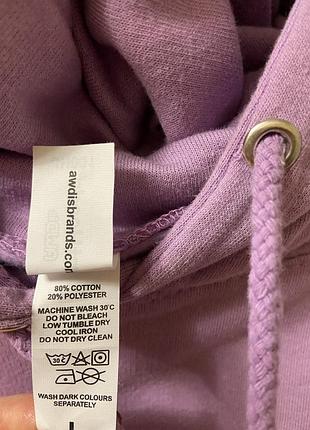 awdisbrands.com
80% COTTON
20% POLYESTER
MACHINE WASH 30°C
DO NOT BLEACH
LOW TUMBLE DRY
COOL IRON
DO NOT DRY CLEAN
30°C
WASH DARK COLOURS
SEPARATELY